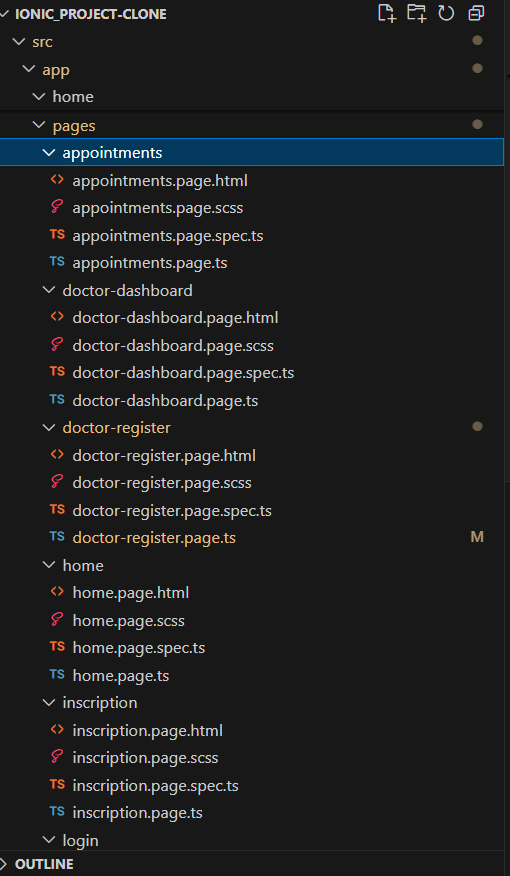 IONIC_PROJECT-CLONE
src
app
home
pages
appointments
<> appointments.page.html
appointments.page.scss
TS appointments.page.spec.ts
TS appointments.page.ts
doctor-dashboard
<> doctor-dashboard.page.html
doctor-dashboard.page.scss
TS doctor-dashboard.page.spec.ts
TS doctor-dashboard.page.ts
doctor-register
<> doctor-register.page.html
doctor-register.page.scss
TS doctor-register.page.spec.ts
TS doctor-register.page.ts M
home
<> home.page.html
home.page.scss
TS home.page.spec.ts
TS home.page.ts
inscription
<> inscription.page.html
inscription.page.scss
TS inscription.page.spec.ts
TS inscription.page.ts
login
OUTLINE